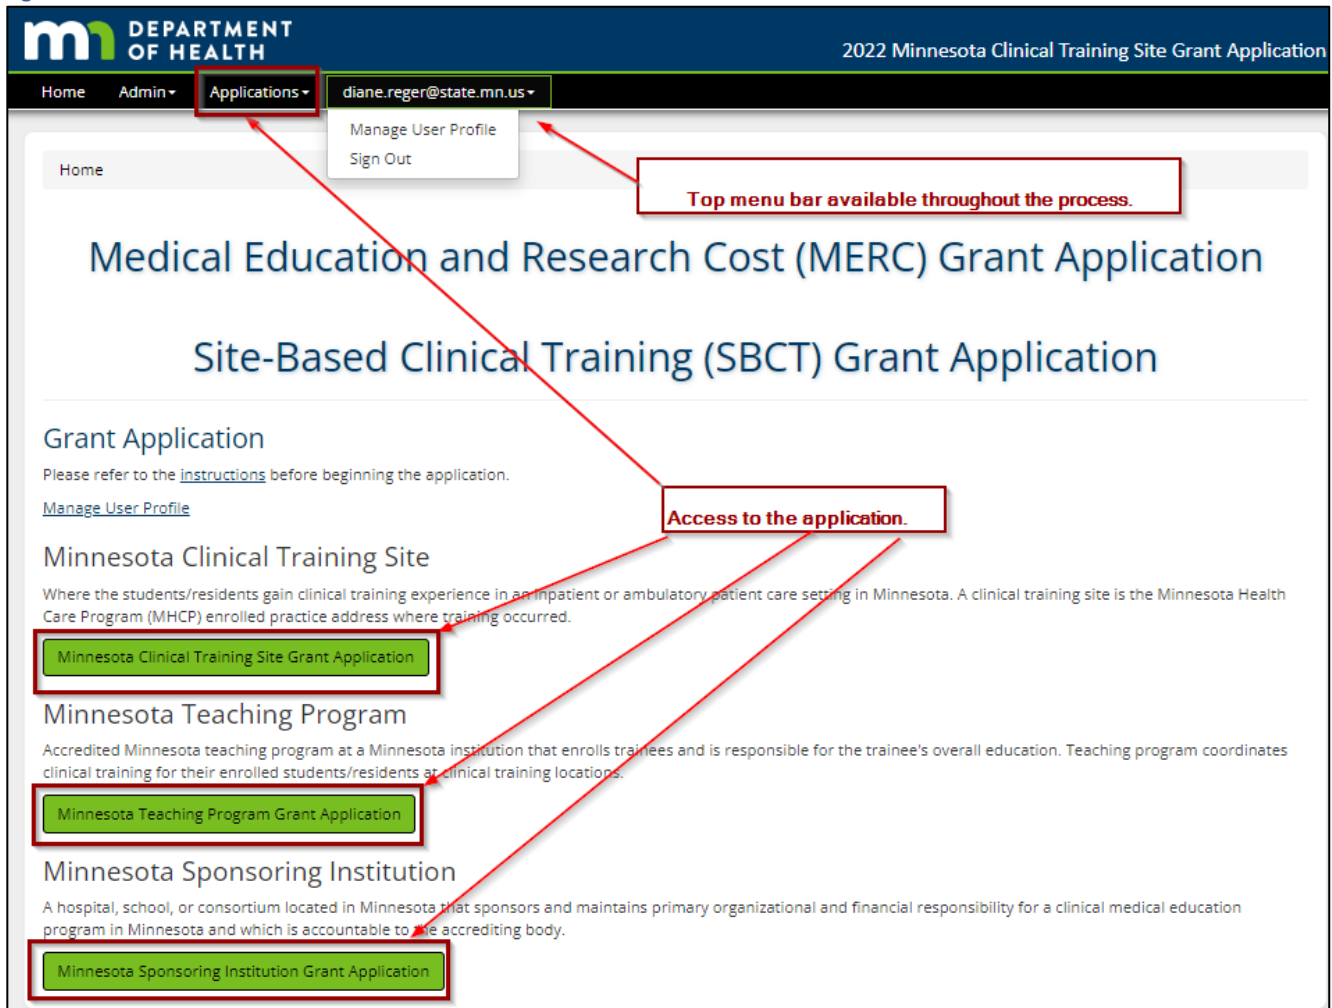 DEPARTMENT
OF HEALTH
2022 Minnesota Clinical Training Site Grant Application
Home Admin Applications diane.reger@state.mn.us
Manage User Profile
Sign Out
Home
Top menu bar available throughout the process.
Medical Education and Research Cost (MERC) Grant Application
Site-Based Clinical Training (SBCT) Grant Application
Grant Application
Please refer to the instructions before beginning the application.
Manage User Profile
Access to the application.
Minnesota Clinical Training Site
Where the students/residents gain clinical training experience in an inpatient or ambulatory patient care setting in Minnesota. A clinical training site is the Minnesota Health
Care Program (MHCP) enrolled practice address where training occurred.
Minnesota Clinical Training Site Grant Application
Minnesota Teaching Program
Accredited Minnesota teaching program at a Minnesota institution that enrolls trainees and is responsible for the trainee's overall education. Teaching program coordinates
clinical training for their enrolled students/residents at clinical training locations.
Minnesota Teaching Program Grant Application
Minnesota Sponsoring Institution
A hospital, school, or consortium located in Minnesota that sponsors and maintains primary organizational and financial responsibility for a clinical medical education
program in Minnesota and which is accountable to the accrediting body.
Minnesota Sponsoring Institution Grant Application